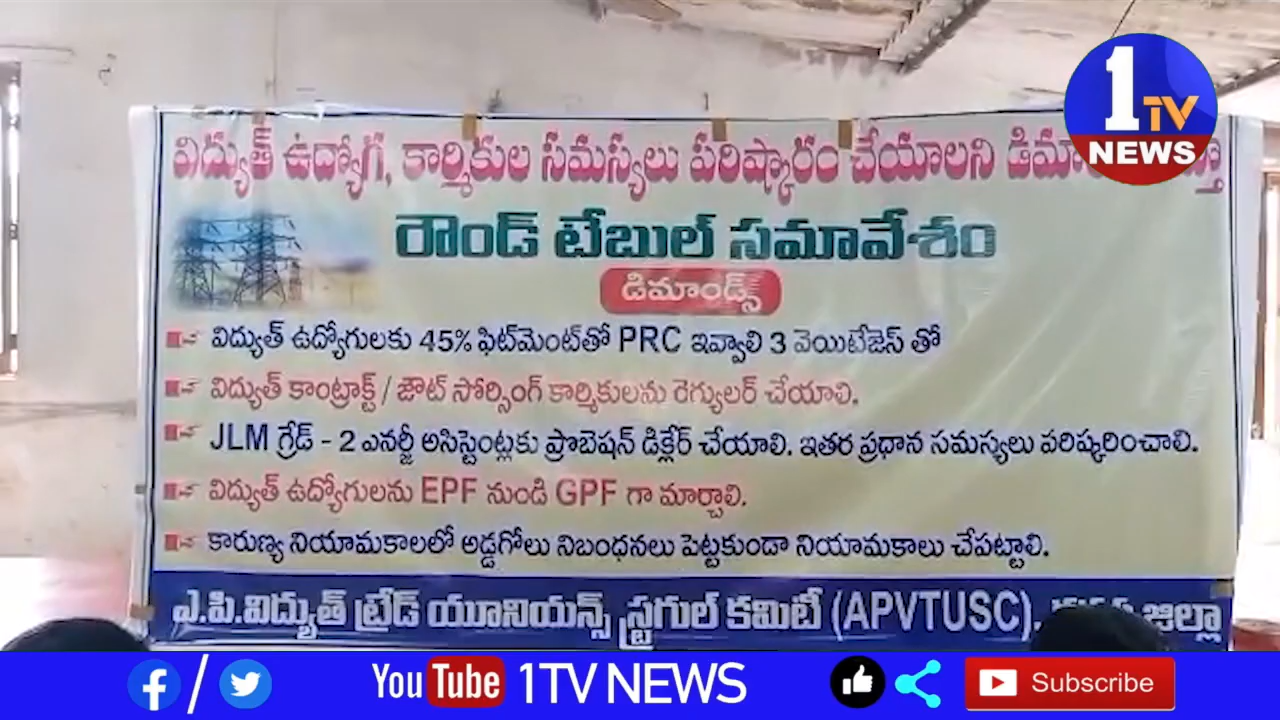 1
TV
NEWS
విద్యుత్ ఉద్యోగ, కార్మికుల సమస్యలు పరిష్కారం చేయాలని
రౌండ్ టేబుల్ సమావేశం
డిమాండ్స్
విద్యుత్ ఉద్యోగులకు 45% ఫిట్‌మెంట్‌తో PRC ఇవ్వాలి 3 వెయిటేజెస్ తో
విద్యుత్ కాంట్రాక్ట్ / ఔట్ సోర్సింగ్ కార్మికులను రెగ్యులర్ చేయాలి.
JLM గ్రేడ్ - 2 ఎనర్జీ అసిస్టెంట్లకు ప్రొబెషన్ డిక్లేర్ చేయాలి. ఇతర ప్రధాన సమస్యలు పరిష్కరించాలి.
విద్యుత్ ఉద్యోగులను EPF నుండి GPF గా మార్చాలి.
కారుణ్య నియామకాలలో అడ్డగోలు నిబంధనలు పెట్టకుండా నియామకాలు చేపట్టాలి.
ఎ.పి.విద్యుత్ ట్రేడ్ యూనియన్స్ స్ట్రగుల్ కమిటీ (APVTUSC). జిల్లా
/ YouTube 1TV NEWS Subscribe